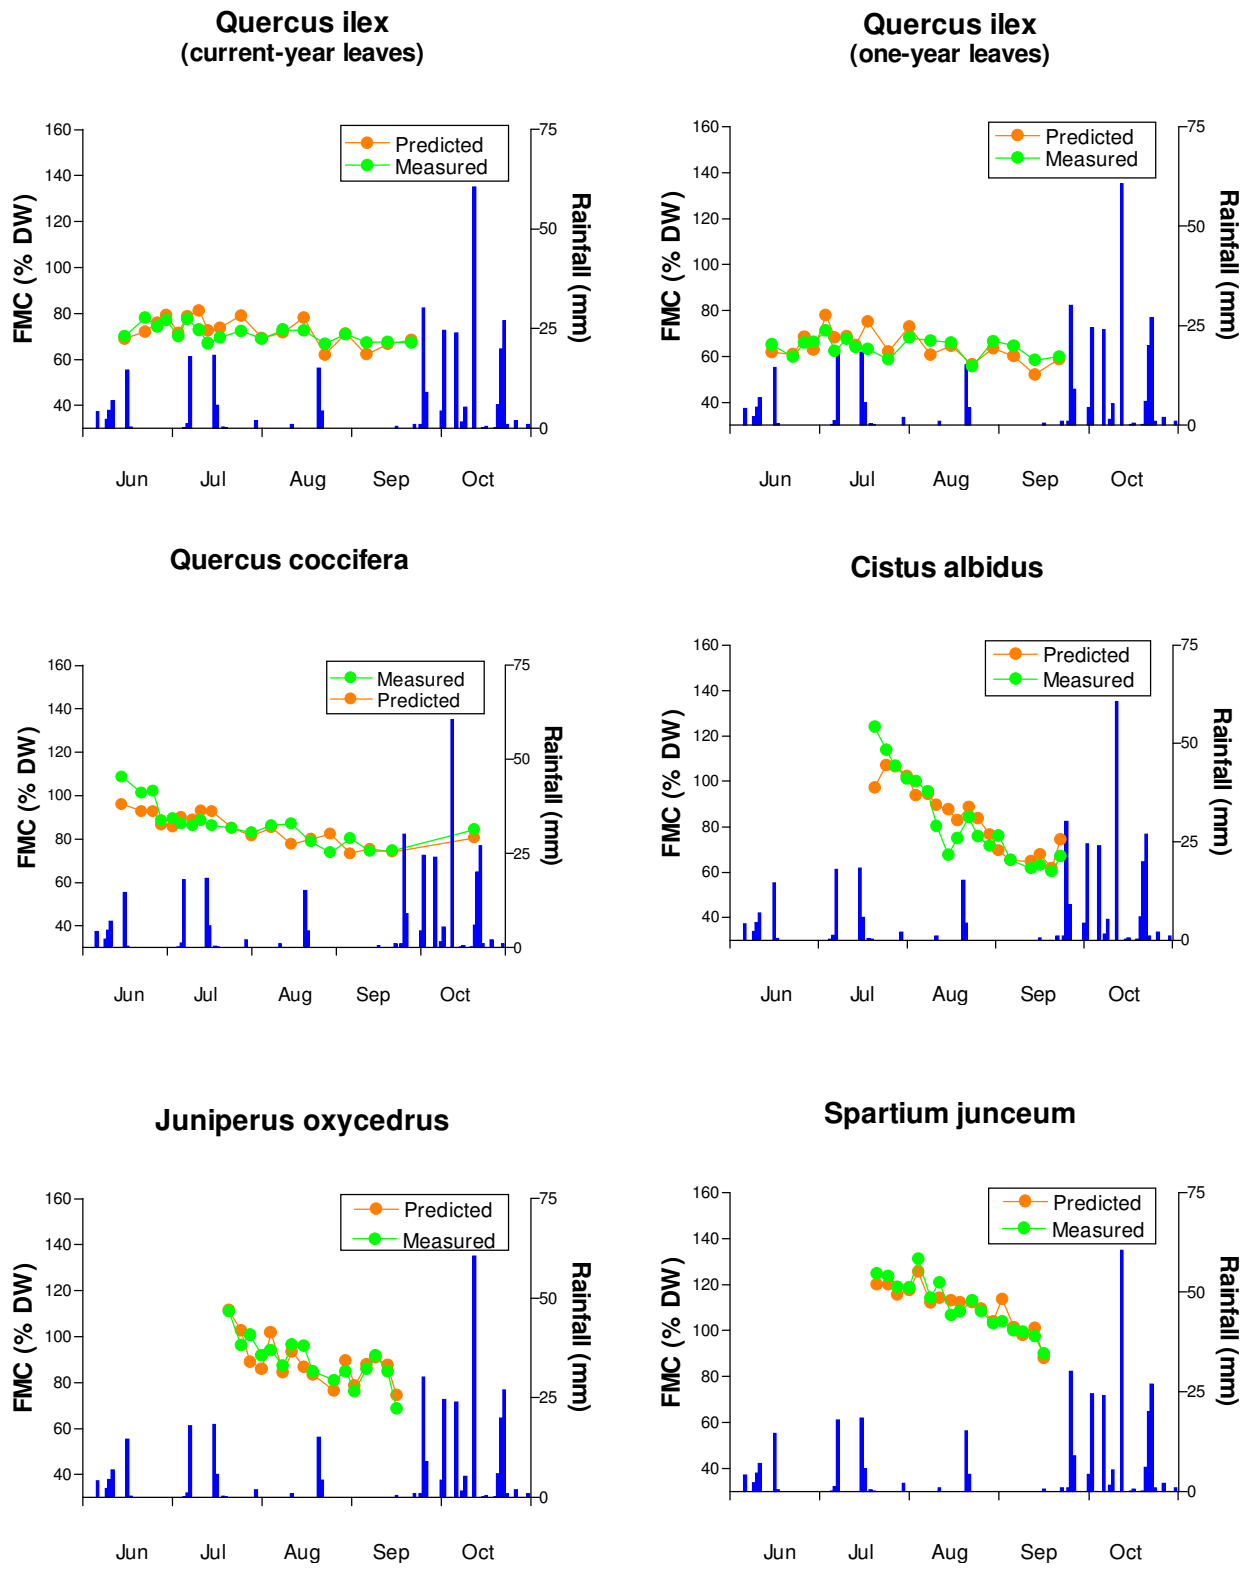 Quercus ilex
(current-year leaves)
Predicted
Measured
160
140
120
100
80
60
40
FMC (% DW)
75
50
25
0
Rainfall (mm)
Jun Jul Aug Sep Oct
Quercus ilex
(one-year leaves)
Predicted
Measured
160
140
120
100
80
60
40
FMC (% DW)
75
50
25
0
Rainfall (mm)
Jun Jul Aug Sep Oct
Quercus coccifera
Measured
Predicted
160
140
120
100
80
60
40
FMC (% DW)
75
50
25
0
Rainfall (mm)
Jun Jul Aug Sep Oct
Cistus albidus
Predicted
Measured
160
140
120
100
80
60
40
FMC (% DW)
75
50
25
0
Rainfall (mm)
Jun Jul Aug Sep Oct
Juniperus oxycedrus
Predicted
Measured
160
140
120
100
80
60
40
FMC (% DW)
75
50
25
0
Rainfall (mm)
Jun Jul Aug Sep Oct
Spartium junceum
Predicted
Measured
160
140
120
100
80
60
40
FMC (% DW)
75
50
25
0
Rainfall (mm)
Jun Jul Aug Sep Oct